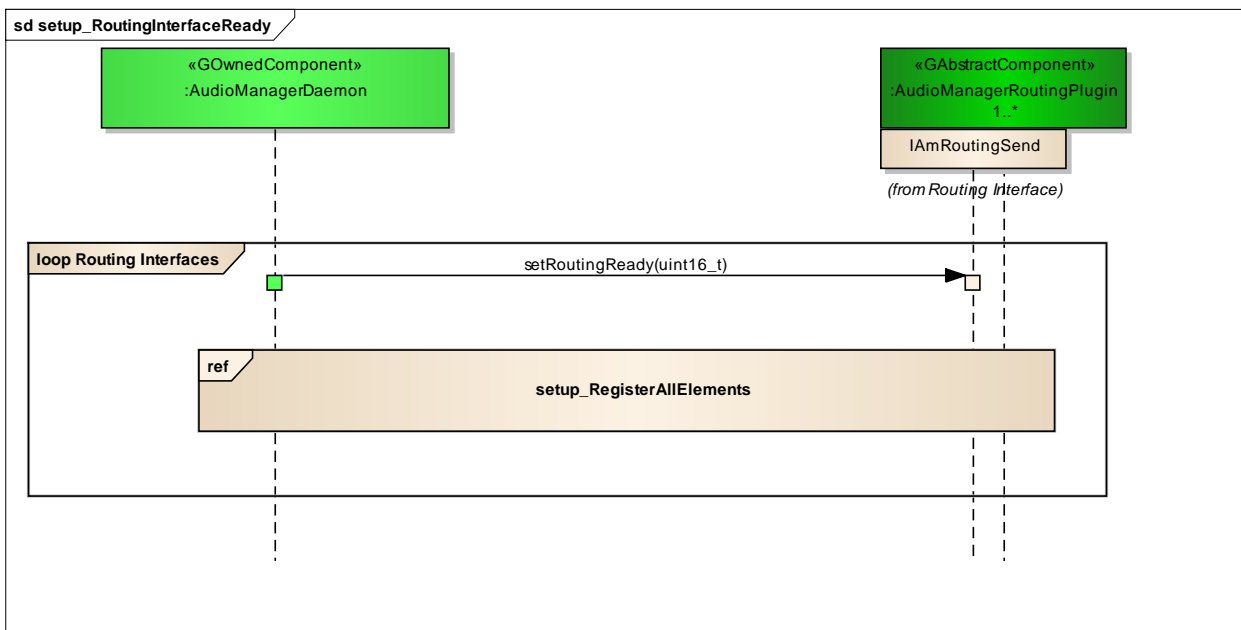 sd setup_RoutingInterfaceReady
«GOwnedComponent»
:AudioManagerDaemon
«GAbstractComponent»
:AudioManagerRoutingPlugin
1..*
IAmRoutingSend
(from Routing Interface)
loop Routing Interfaces
setRoutingReady(uint16_t)
ref
setup_RegisterAllElements